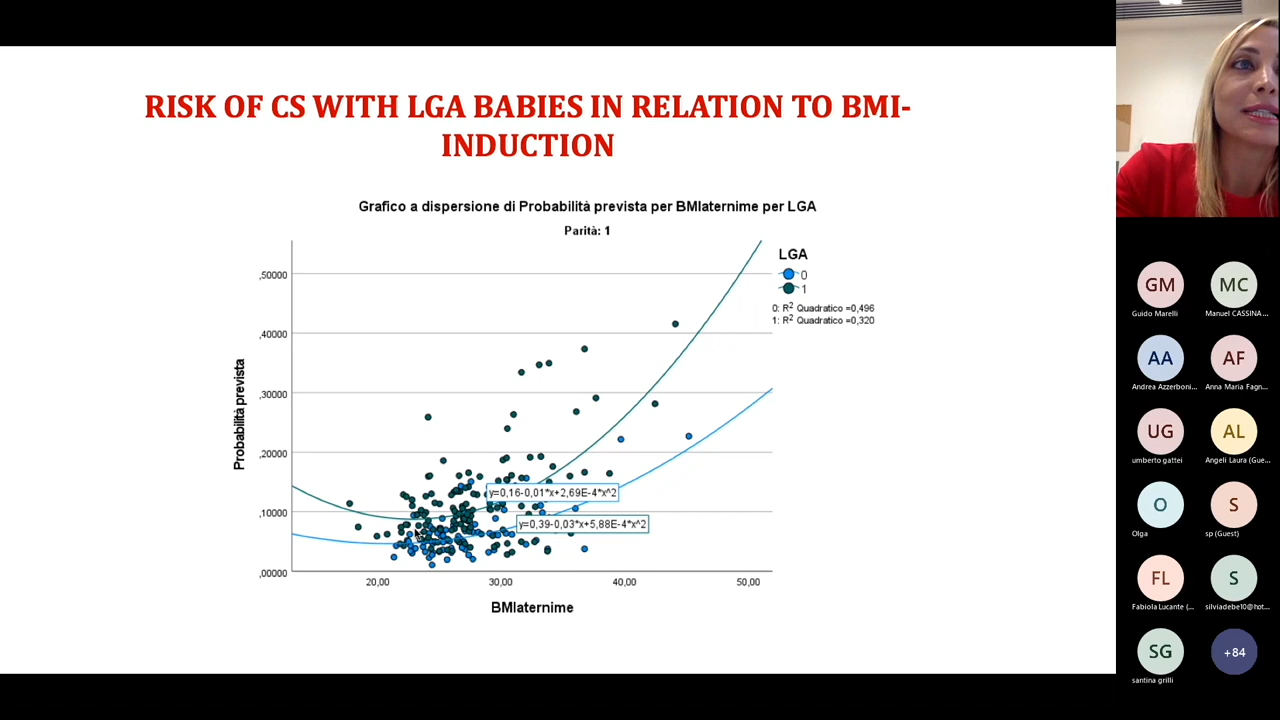 RISK OF CS WITH LGA BABIES IN RELATION TO BMI-
INDUCTION
Grafico a dispersione di Probabilità prevista per BMIaternime per LGA
Parità: 1
LGA
0
1
0: R2 Quadratico =0,496
1: R2 Quadratico =0,320
Probabilità prevista
,50000
,40000
,30000
,20000
,10000
,00000
y=0,16-0,01*x+2,69E-4*x^2
y=0,39-0,03*x+5,88E-4*x^2
20,00 30,00 40,00 50,00
BMIaternime
GM MC
Guido Marelli Manuel CASSINA...
AA AF
Andrea Azzerboni... Anna Maria Fagn...
UG AL
umberto gattei Angeli Laura (Gue...
O S
Olga sp (Guest)
FL S
Fabiola Lucante (... silviadebe10@hot...
SG +84
santina grilli